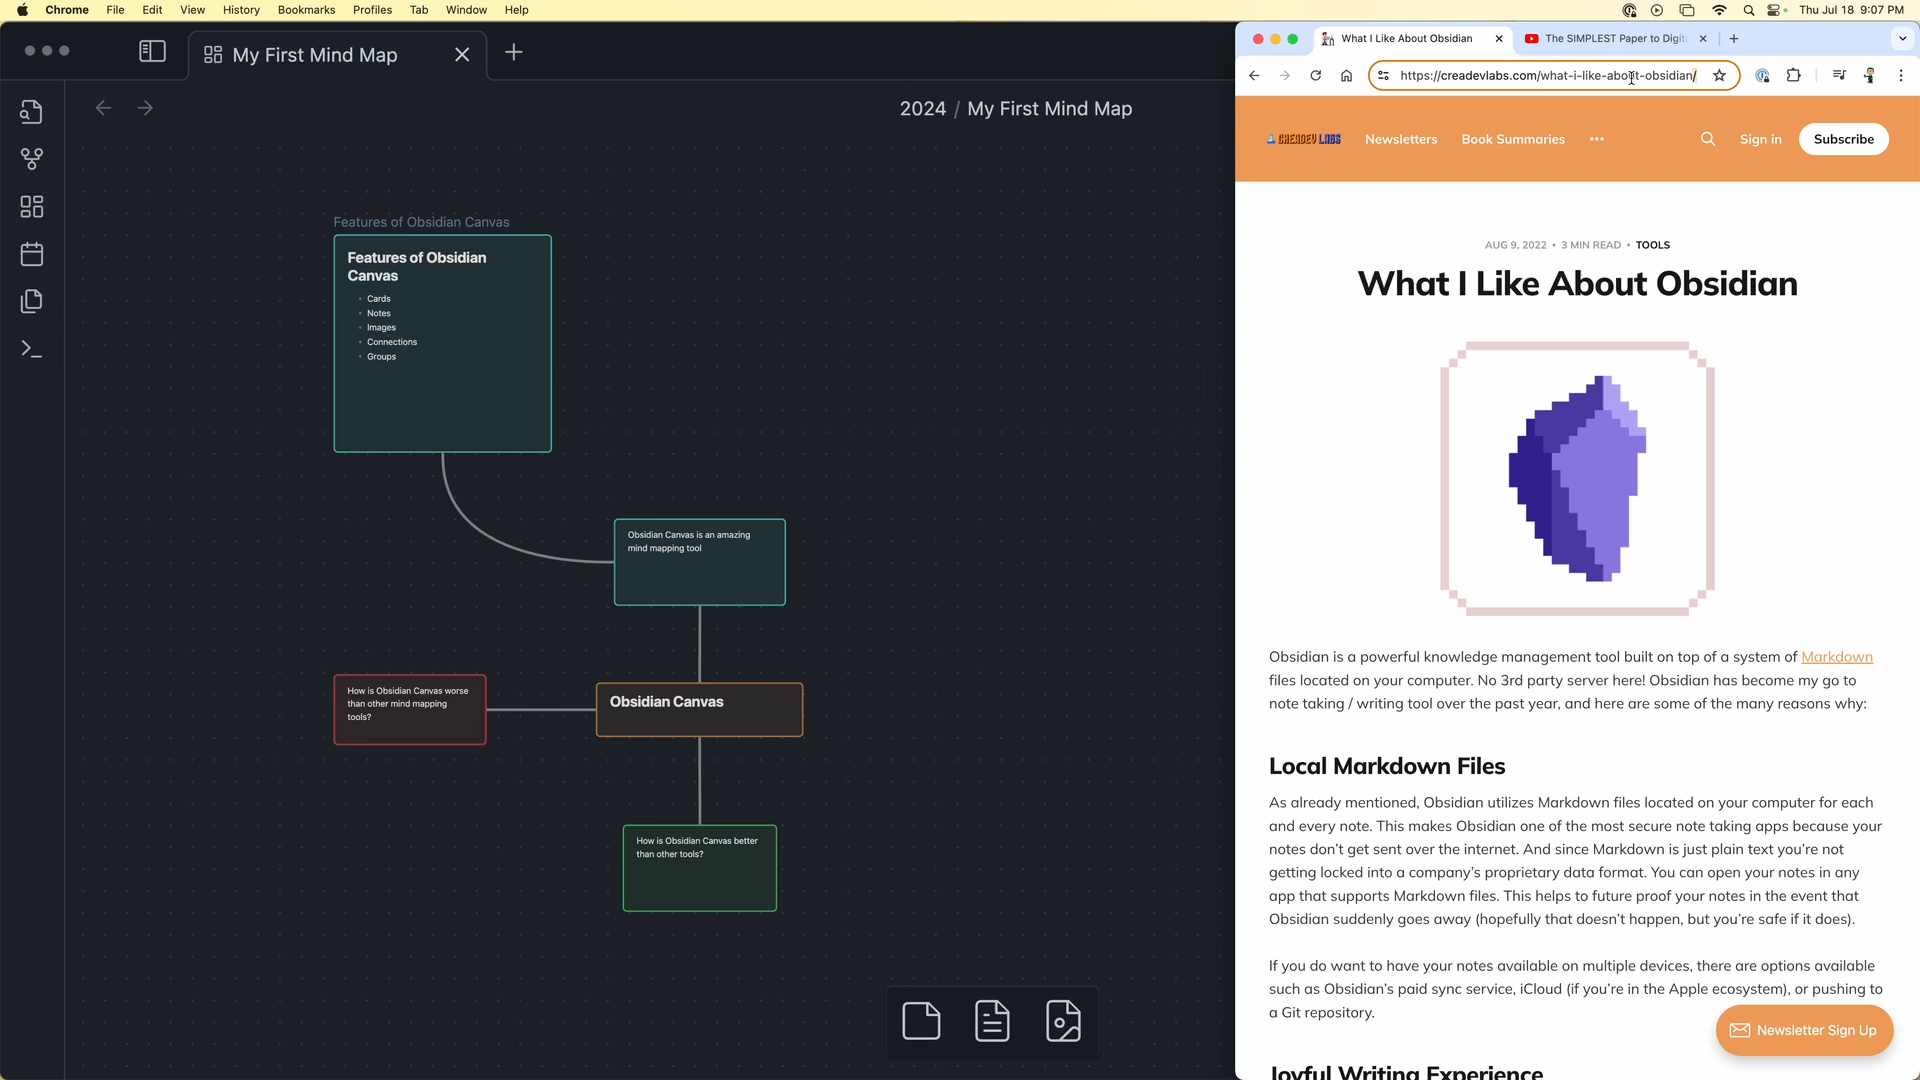 Chrome File Edit View History Bookmarks Profiles Tab Window Help
Thu Jul 18 9:07 PM
My First Mind Map
2024 / My First Mind Map
Features of Obsidian Canvas
Features of Obsidian
Canvas
Cards
Notes
Images
Connections
Groups
Obsidian Canvas is an amazing
mind mapping tool
How is Obsidian Canvas worse
than other mind mapping
tools?
Obsidian Canvas
How is Obsidian Canvas better
than other tools?
What I Like About Obsidian
The SIMPLEST Paper to Digit
https://creadevlabs.com/what-i-like-about-obsidian/
CREADEV LABS
Newsletters
Book Summaries
Sign in
Subscribe
AUG 9, 2022 • 3 MIN READ • TOOLS
What I Like About Obsidian
Obsidian is a powerful knowledge management tool built on top of a system of Markdown
files located on your computer. No 3rd party server here! Obsidian has become my go to
note taking / writing tool over the past year, and here are some of the many reasons why:
Local Markdown Files
As already mentioned, Obsidian utilizes Markdown files located on your computer for each
and every note. This makes Obsidian one of the most secure note taking apps because your
notes don't get sent over the internet. And since Markdown is just plain text you're not
getting locked into a company's proprietary data format. You can open your notes in any
app that supports Markdown files. This helps to future proof your notes in the event that
Obsidian suddenly goes away (hopefully that doesn't happen, but you're safe if it does).
If you do want to have your notes available on multiple devices, there are options available
such as Obsidian's paid sync service, iCloud (if you're in the Apple ecosystem), or pushing to
a Git repository.
Newsletter Sign Up
Joyful Writing Experience